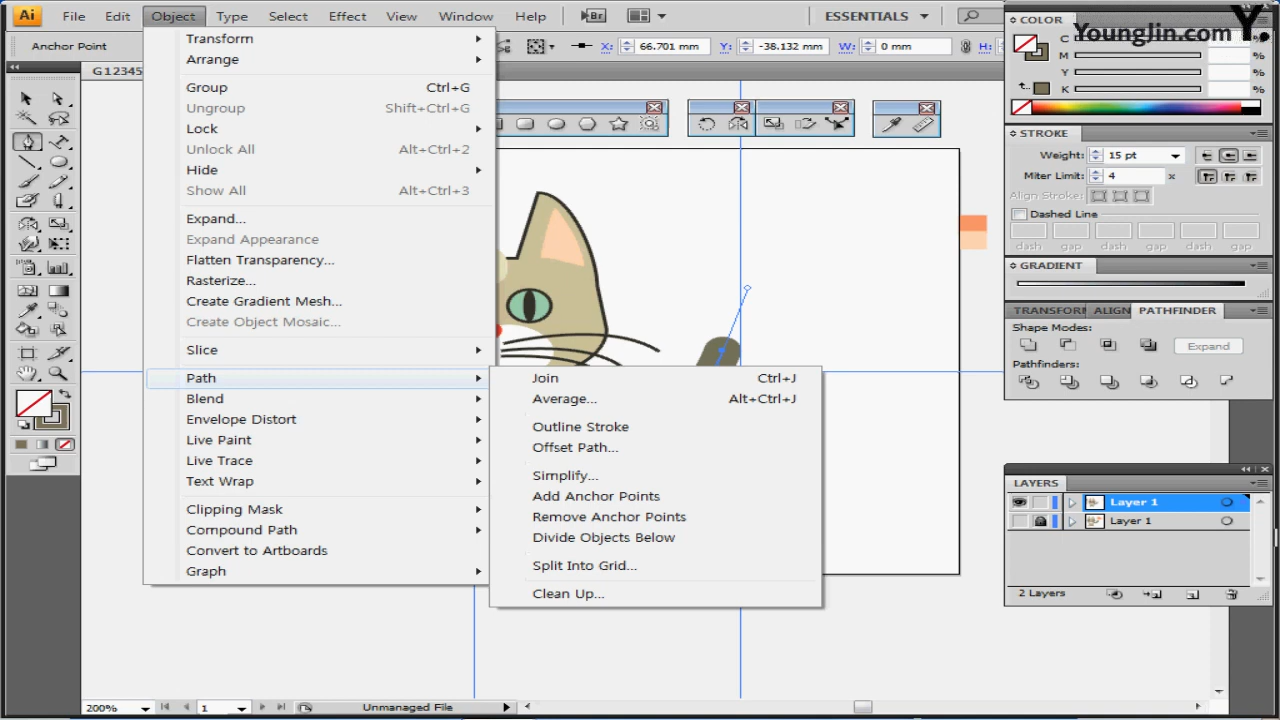 Ai File Edit Object Type Select Effect View Window Help Br ESSENTIALS
YoungJin.com Y.
Anchor Point X: 66.701 mm Y: -38.132 mm W: 0 mm H:
G12345
Transform
Arrange
Group Ctrl+G
Ungroup Shift+Ctrl+G
Lock
Unlock All Alt+Ctrl+2
Hide
Show All Alt+Ctrl+3
Expand...
Expand Appearance
Flatten Transparency...
Rasterize...
Create Gradient Mesh...
Create Object Mosaic...
Slice
Path
Blend
Envelope Distort
Live Paint
Live Trace
Text Wrap
Clipping Mask
Compound Path
Convert to Artboards
Graph
Join Ctrl+J
Average... Alt+Ctrl+J
Outline Stroke
Offset Path...
Simplify...
Add Anchor Points
Remove Anchor Points
Divide Objects Below
Split Into Grid...
Clean Up...
COLOR
C %
M %
Y %
K %
STROKE
Weight: 15 pt
Miter Limit: 4 x
Align Stroke:
Dashed Line
dash gap dash gap dash gap
GRADIENT
TRANSFORM ALIGN PATHFINDER
Shape Modes:
Expand
Pathfinders:
LAYERS
Layer 1
Layer 1
2 Layers
200% 1 Unmanaged File